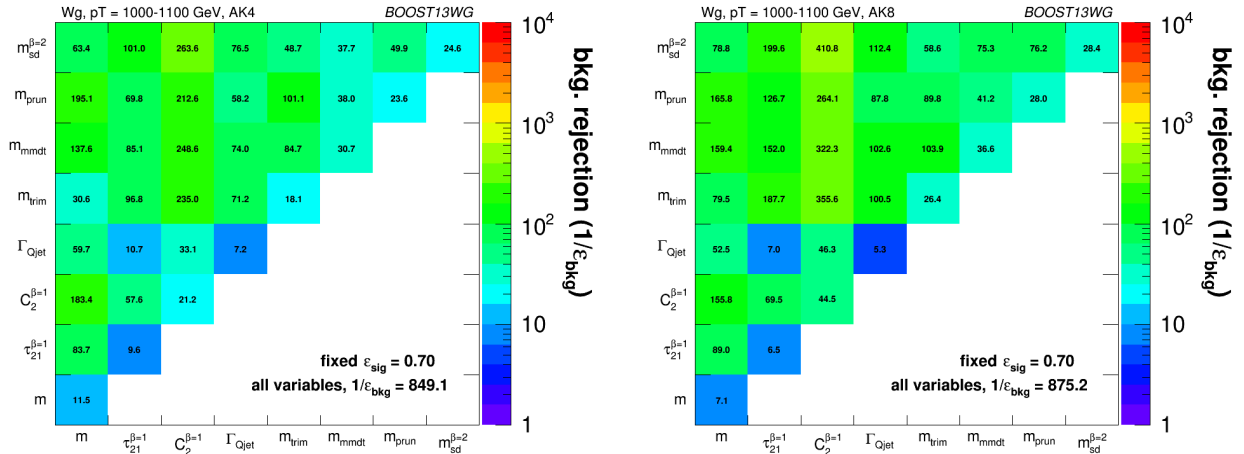 Wg, pT = 1000-1100 GeV, AK4 BOOST13WG
m_sd^β=2 63.4 101.0 263.6 76.5 48.7 37.7 49.9 24.6
m_prun 195.1 69.8 212.6 58.2 101.1 38.0 23.6
m_mmdt 137.6 85.1 248.6 74.0 84.7 30.7
m_trim 30.6 96.8 235.0 71.2 18.1
Γ_Qjet 59.7 10.7 33.1 7.2
C_2^β=1 183.4 57.6 21.2
τ_21^β=1 83.7 9.6
m 11.5
fixed ε_sig = 0.70
all variables, 1/ε_bkg = 849.1
m τ_21^β=1 C_2^β=1 Γ_Qjet m_trim m_mmdt m_prun m_sd^β=2
10^4
10^3
10^2
10
1
bkg. rejection (1/ε_bkg)
Wg, pT = 1000-1100 GeV, AK8 BOOST13WG
m_sd^β=2 78.8 199.6 410.8 112.4 58.6 75.3 76.2 28.4
m_prun 165.8 126.7 264.1 87.8 89.8 41.2 28.0
m_mmdt 159.4 152.0 322.3 102.6 103.9 36.6
m_trim 79.5 187.7 355.6 100.5 26.4
Γ_Qjet 52.5 7.0 46.3 5.3
C_2^β=1 155.8 69.5 44.5
τ_21^β=1 89.0 6.5
m 7.1
fixed ε_sig = 0.70
all variables, 1/ε_bkg = 875.2
m τ_21^β=1 C_2^β=1 Γ_Qjet m_trim m_mmdt m_prun m_sd^β=2
10^4
10^3
10^2
10
1
bkg. rejection (1/ε_bkg)